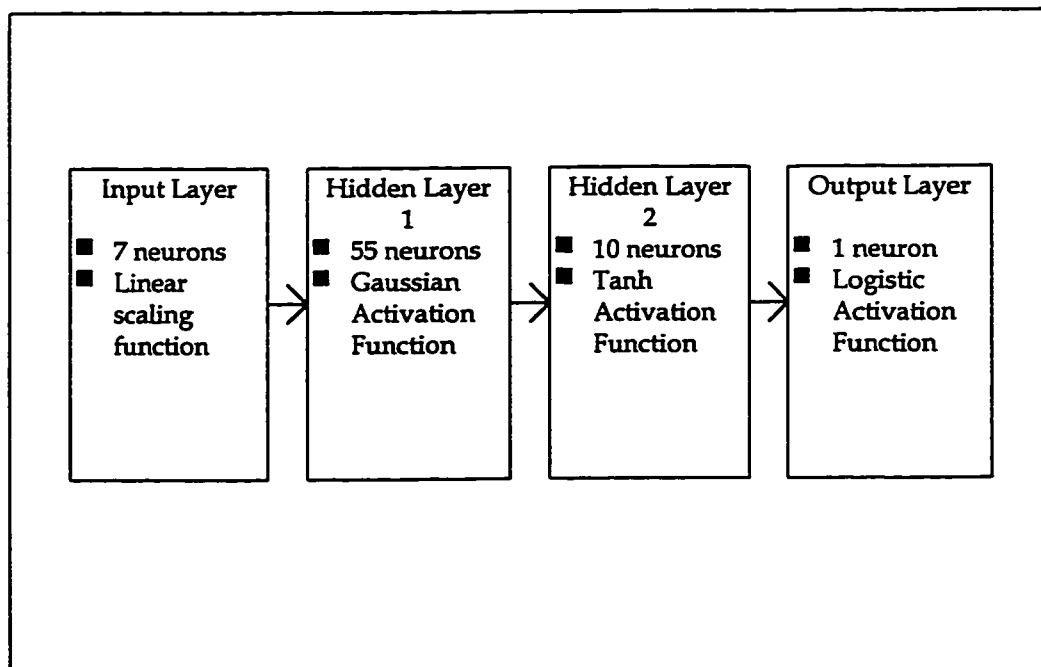 Input Layer
■ 7 neurons
■ Linear
scaling
function
Hidden Layer
1
■ 55 neurons
■ Gaussian
Activation
Function
Hidden Layer
2
■ 10 neurons
■ Tanh
Activation
Function
Output Layer
■ 1 neuron
■ Logistic
Activation
Function